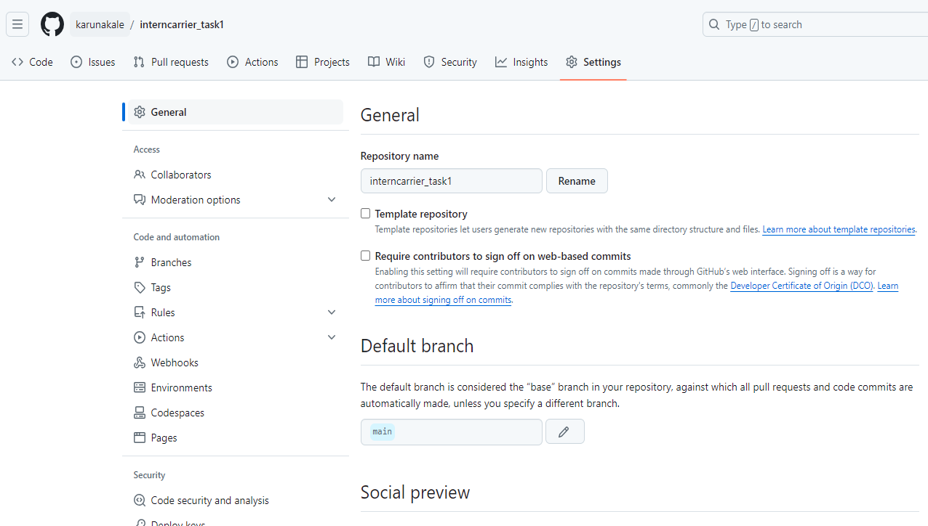 karunakale / interncarrier_task1
Type / to search
Code Issues Pull requests Actions Projects Wiki Security Insights Settings
General
Access
Collaborators
Moderation options
Code and automation
Branches
Tags
Rules
Actions
Webhooks
Environments
Codespaces
Pages
Security
Code security and analysis
Deploy keys
General
Repository name
interncarrier_task1 Rename
Template repository
Template repositories let users generate new repositories with the same directory structure and files. Learn more about template repositories.
Require contributors to sign off on web-based commits
Enabling this setting will require contributors to sign off on commits made through GitHub's web interface. Signing off is a way for
contributors to affirm that their commit complies with the repository's terms, commonly the Developer Certificate of Origin (DCO). Learn
more about signing off on commits.
Default branch
The default branch is considered the "base" branch in your repository, against which all pull requests and code commits are
automatically made, unless you specify a different branch.
main
Social preview